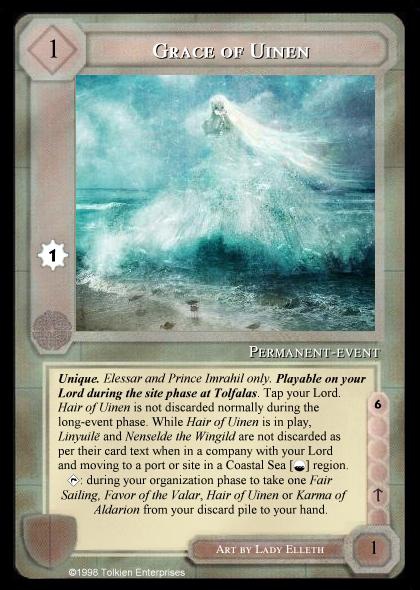 1
GRACE OF UINEN
1
PERMANENT-EVENT
Unique. Elessar and Prince Imrahil only. Playable on your
Lord during the site phase at Tolfalas. Tap your Lord.
Hair of Uinen is not discarded normally during the
long-event phase. While Hair of Uinen is in play,
Linyuilë and Nenselde the Wingild are not discarded as
per their card text when in a company with your Lord
and moving to a port or site in a Coastal Sea [ ] region.
: during your organization phase to take one Fair
Sailing, Favor of the Valar, Hair of Uinen or Karma of
Aldarion from your discard pile to your hand.
6
ART BY LADY ELLETH
1
©1998 Tolkien Enterprises